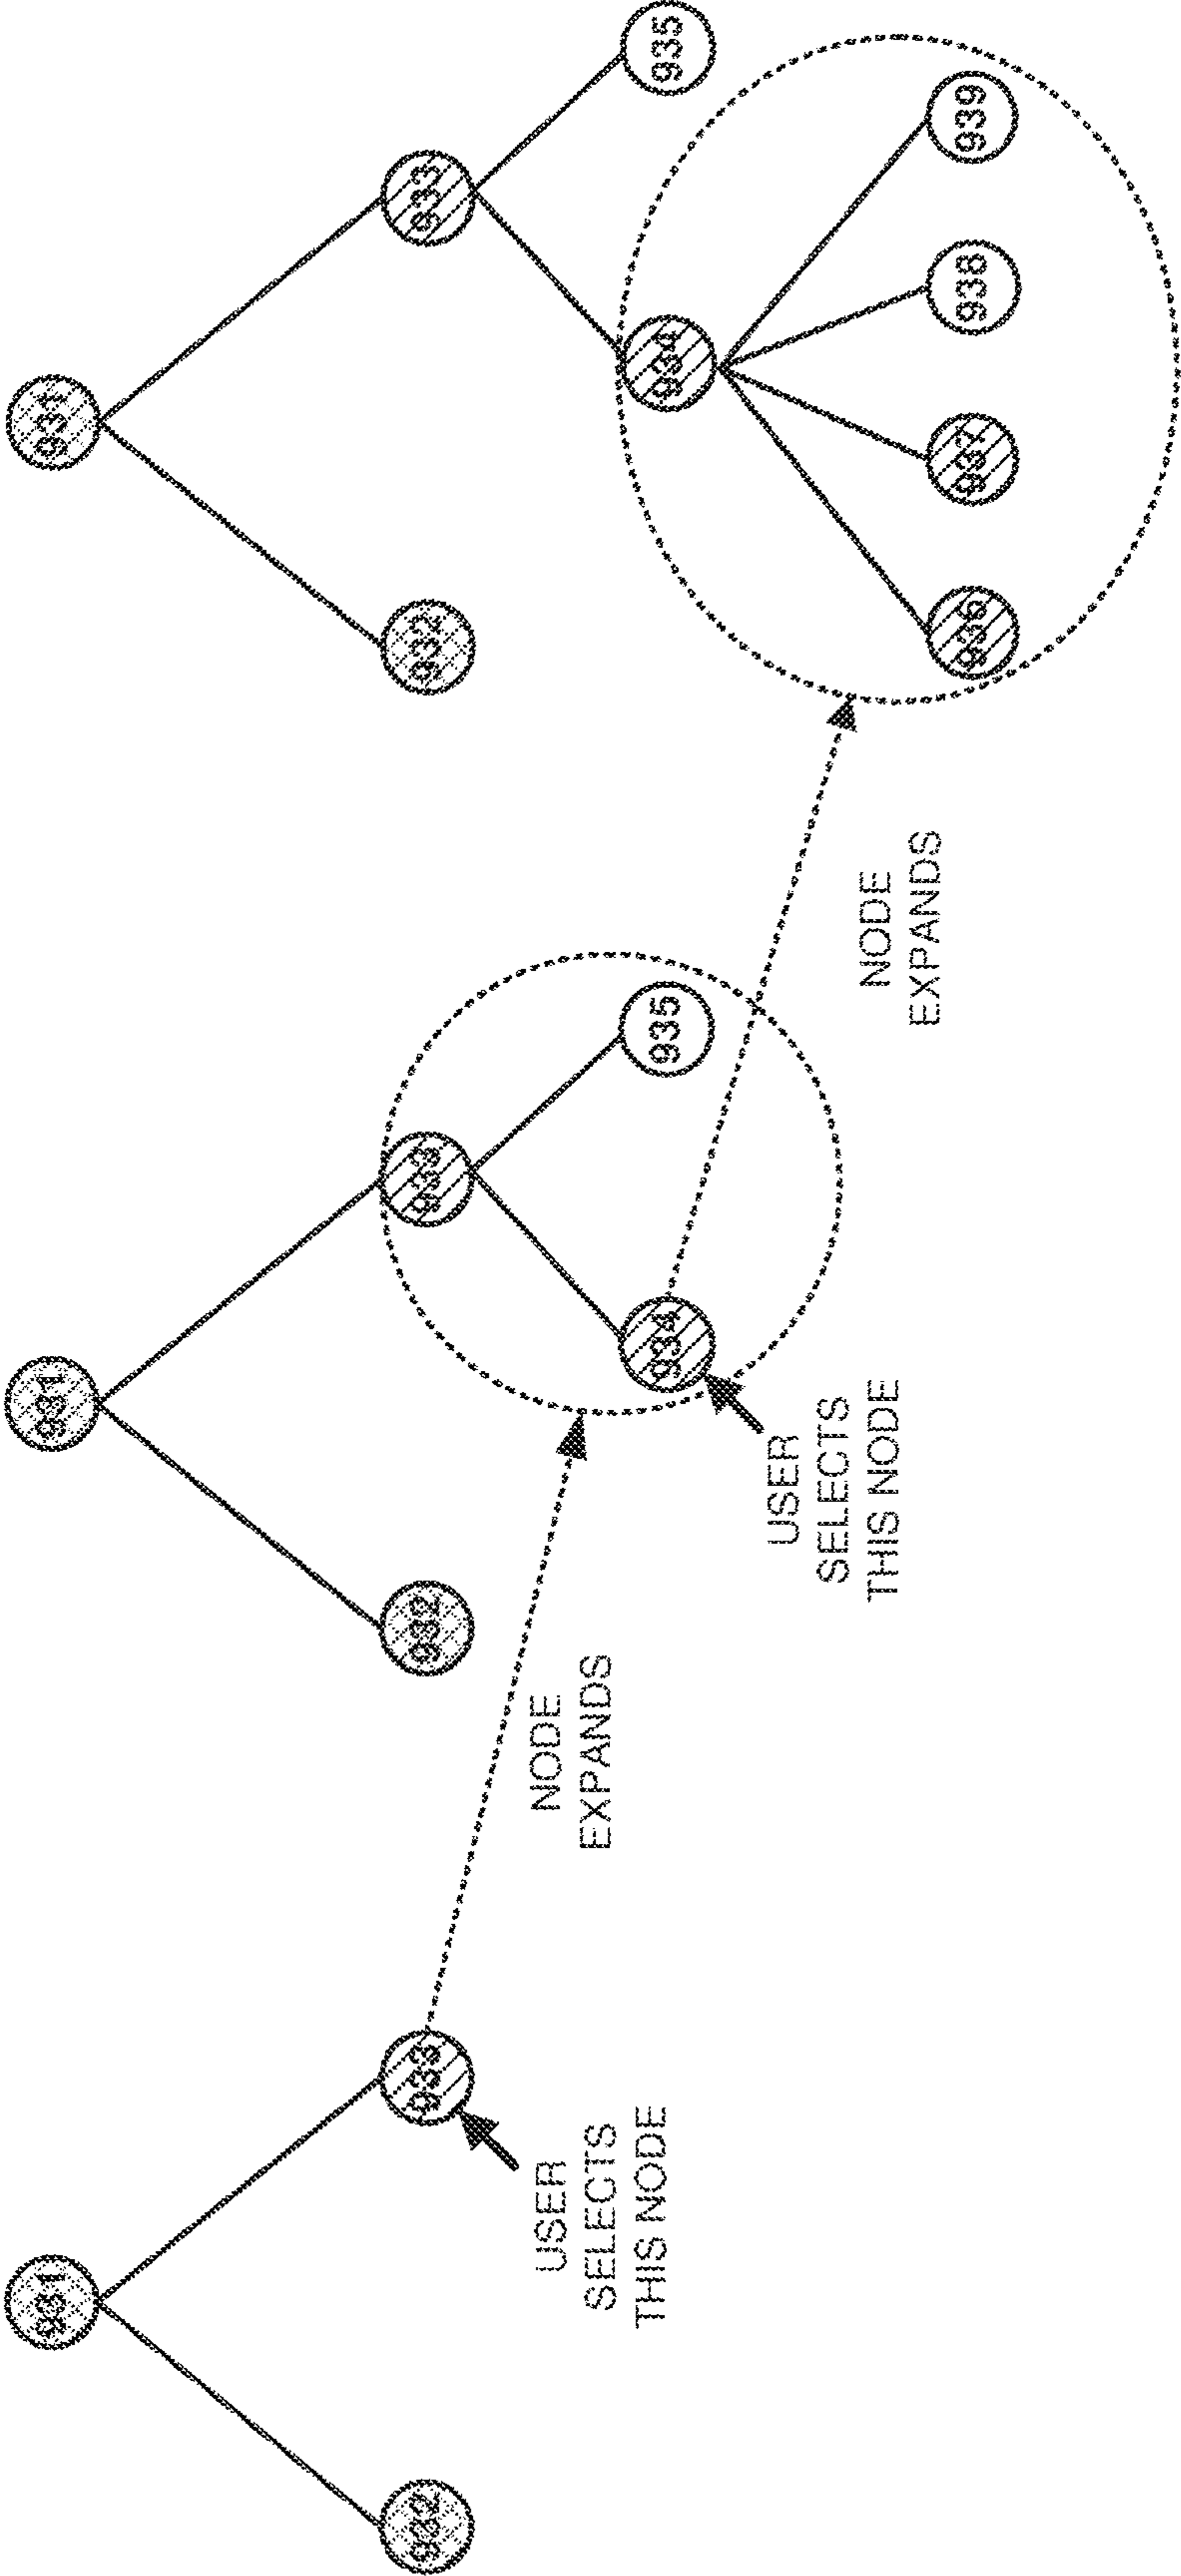 931
932
933
USER
SELECTS
THIS NODE
NODE
EXPANDS
931
932
933
934
935
USER
SELECTS
THIS NODE
NODE
EXPANDS
931
932
933
934
935
936
937
938
939